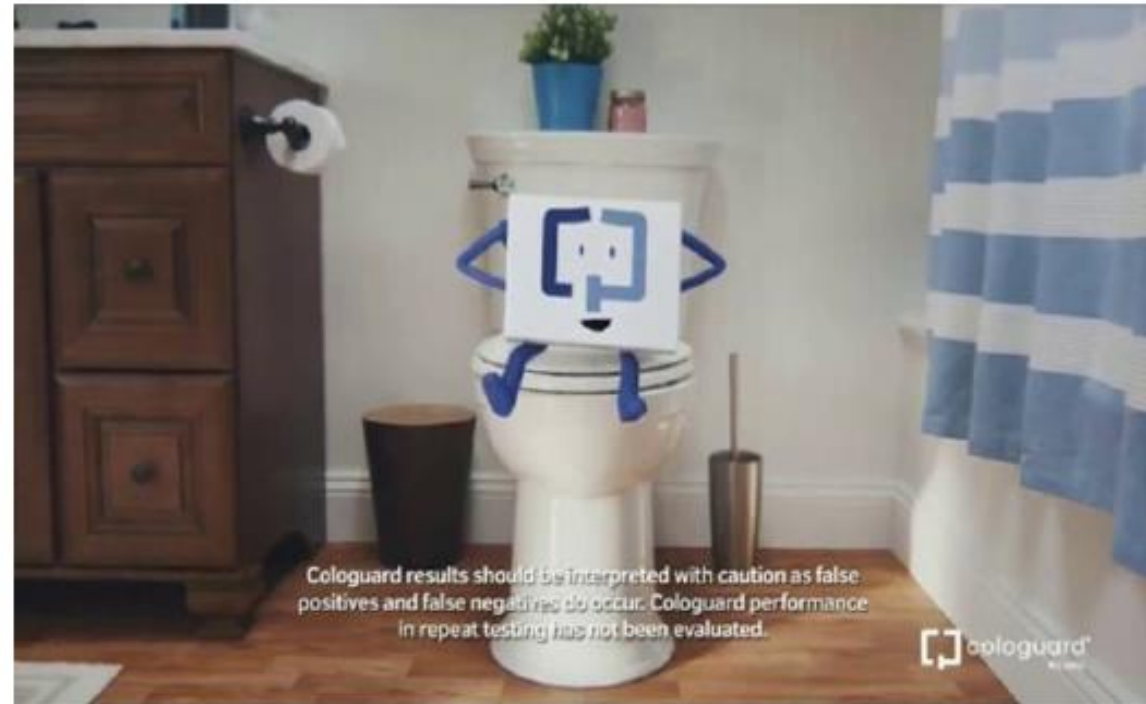 Cologuard results should be interpreted with caution as false
positives and false negatives do occur. Cologuard performance
in repeat testing has not been evaluated.
cologuard®